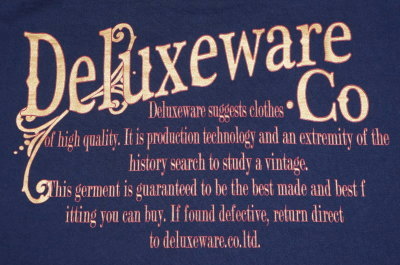 Deluxeware
·Co
Deluxeware suggests clothes
of high quality. It is production technology and an extremity of the
history search to study a vintage.
This germent is guaranteed to be the best made and best f
itting you can buy. If found defective, return direct
to deluxeware.co.ltd.